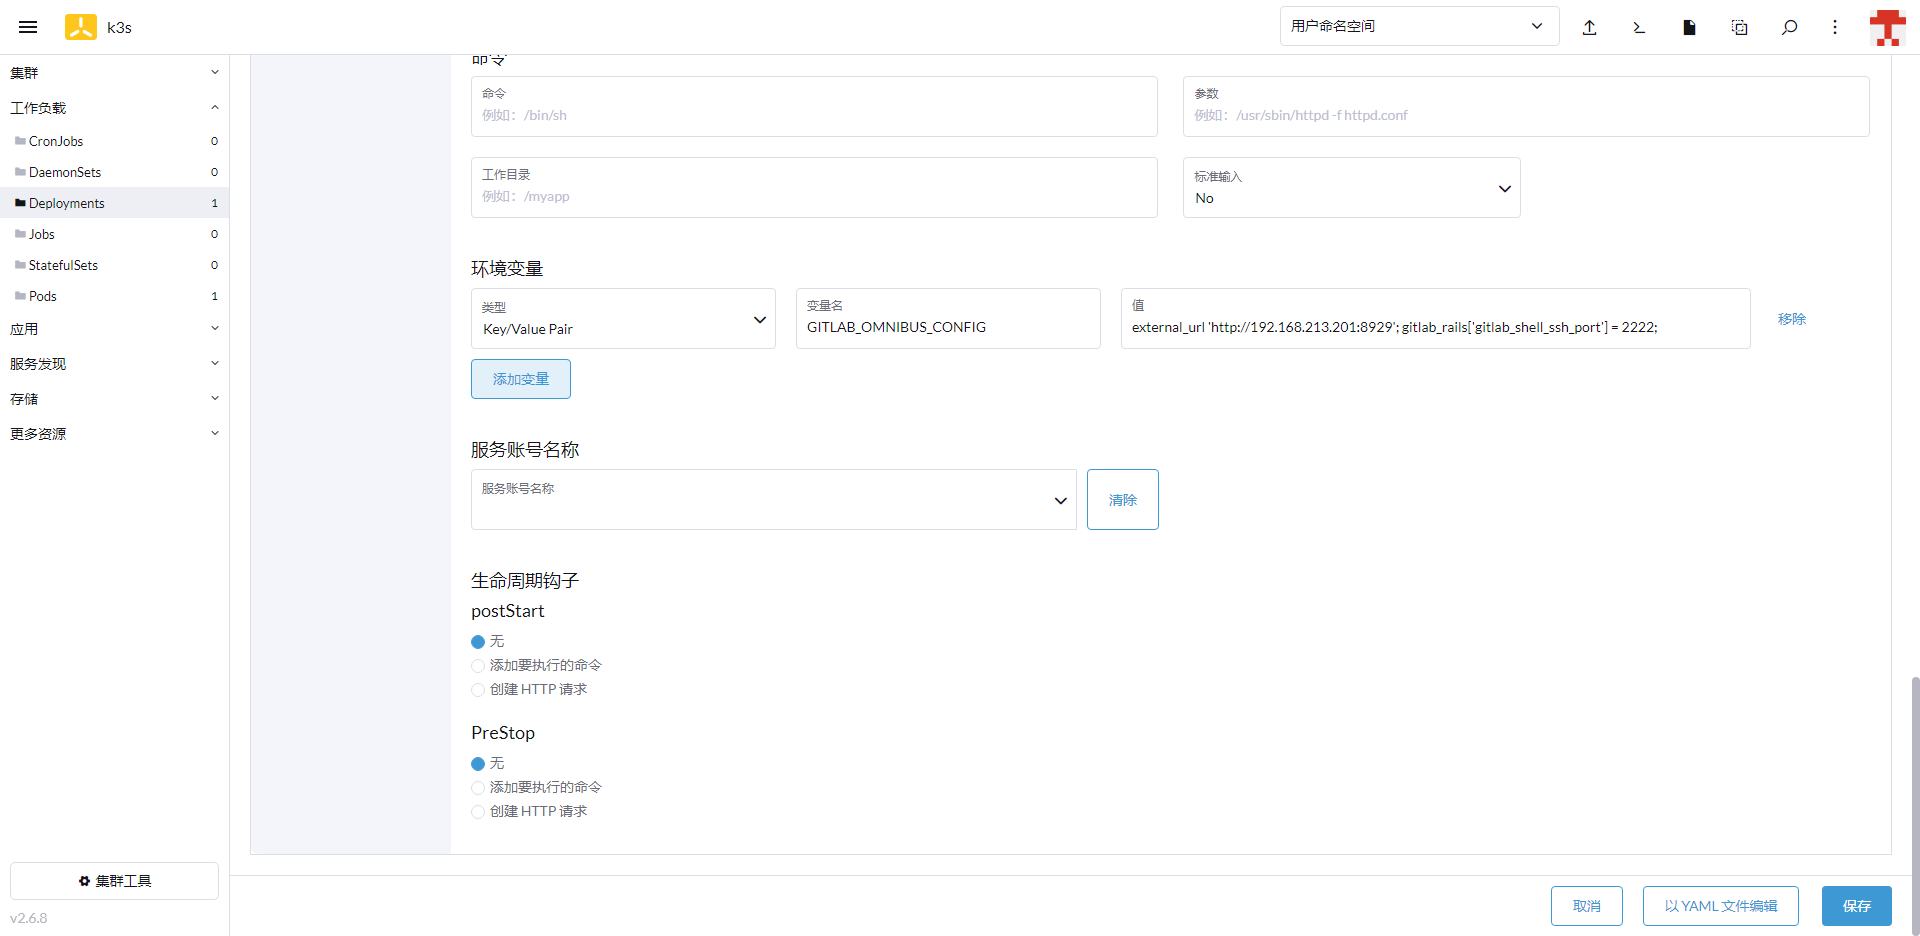 k3s
用户命名空间
集群
工作负载
CronJobs 0
DaemonSets 0
Deployments 1
Jobs 0
StatefulSets 0
Pods 1
应用
服务发现
存储
更多资源
集群工具
v2.6.8
命令
命令
例如：/bin/sh
参数
例如：/usr/sbin/httpd -f httpd.conf
工作目录
例如：/myapp
标准输入
No
环境变量
类型
Key/Value Pair
变量名
GITLAB_OMNIBUS_CONFIG
值
external_url 'http://192.168.213.201:8929'; gitlab_rails['gitlab_shell_ssh_port'] = 2222;
移除
添加变量
服务账号名称
服务账号名称
清除
生命周期钩子
postStart
无
添加要执行的命令
创建 HTTP 请求
PreStop
无
添加要执行的命令
创建 HTTP 请求
取消
以 YAML 文件编辑
保存